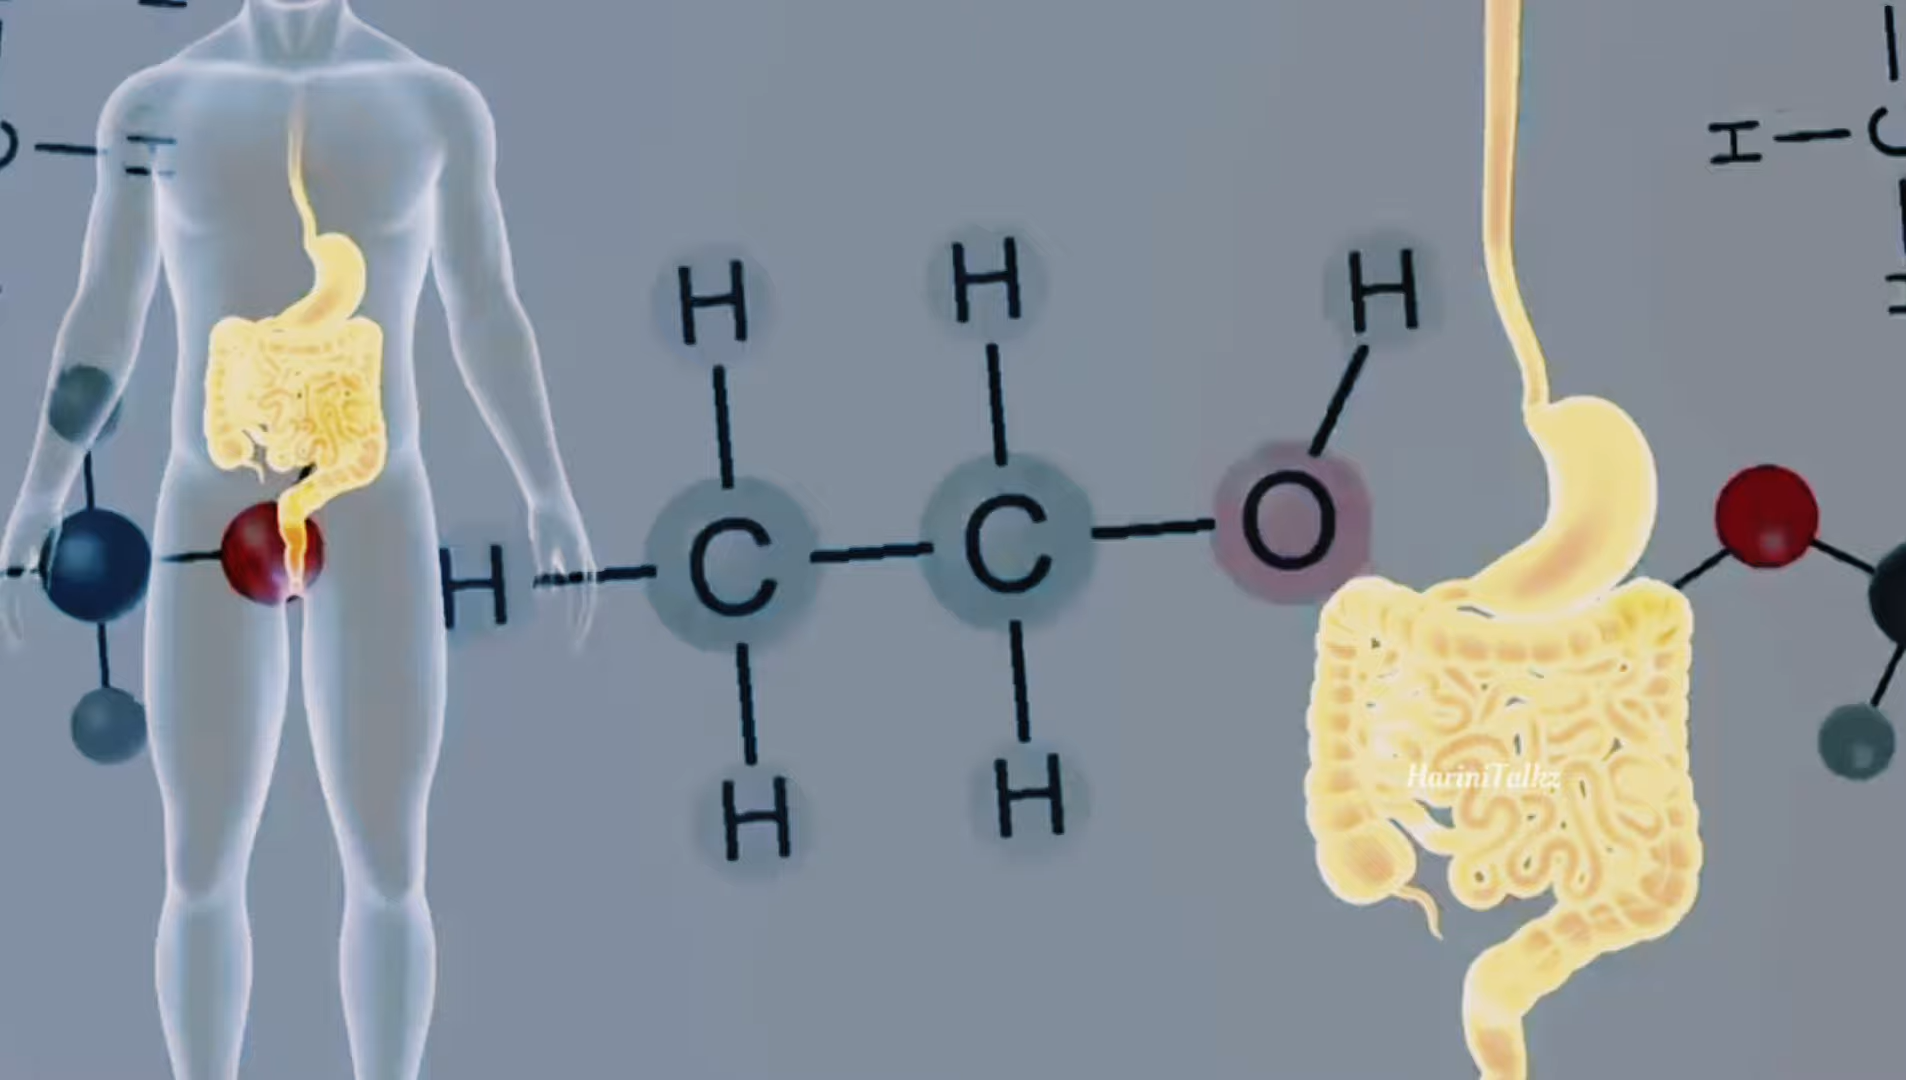 H H H
H C C O
H H
H C
HariniTalkz